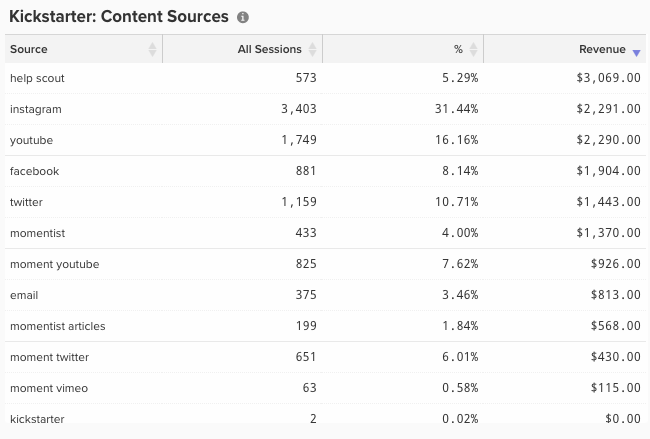 Kickstarter: Content Sources
Source All Sessions % Revenue
help scout 573 5.29% $3,069.00
instagram 3,403 31.44% $2,291.00
youtube 1,749 16.16% $2,290.00
facebook 881 8.14% $1,904.00
twitter 1,159 10.71% $1,443.00
momentist 433 4.00% $1,370.00
moment youtube 825 7.62% $926.00
email 375 3.46% $813.00
momentist articles 199 1.84% $568.00
moment twitter 651 6.01% $430.00
moment vimeo 63 0.58% $115.00
kickstarter 2 0.02% $0.00